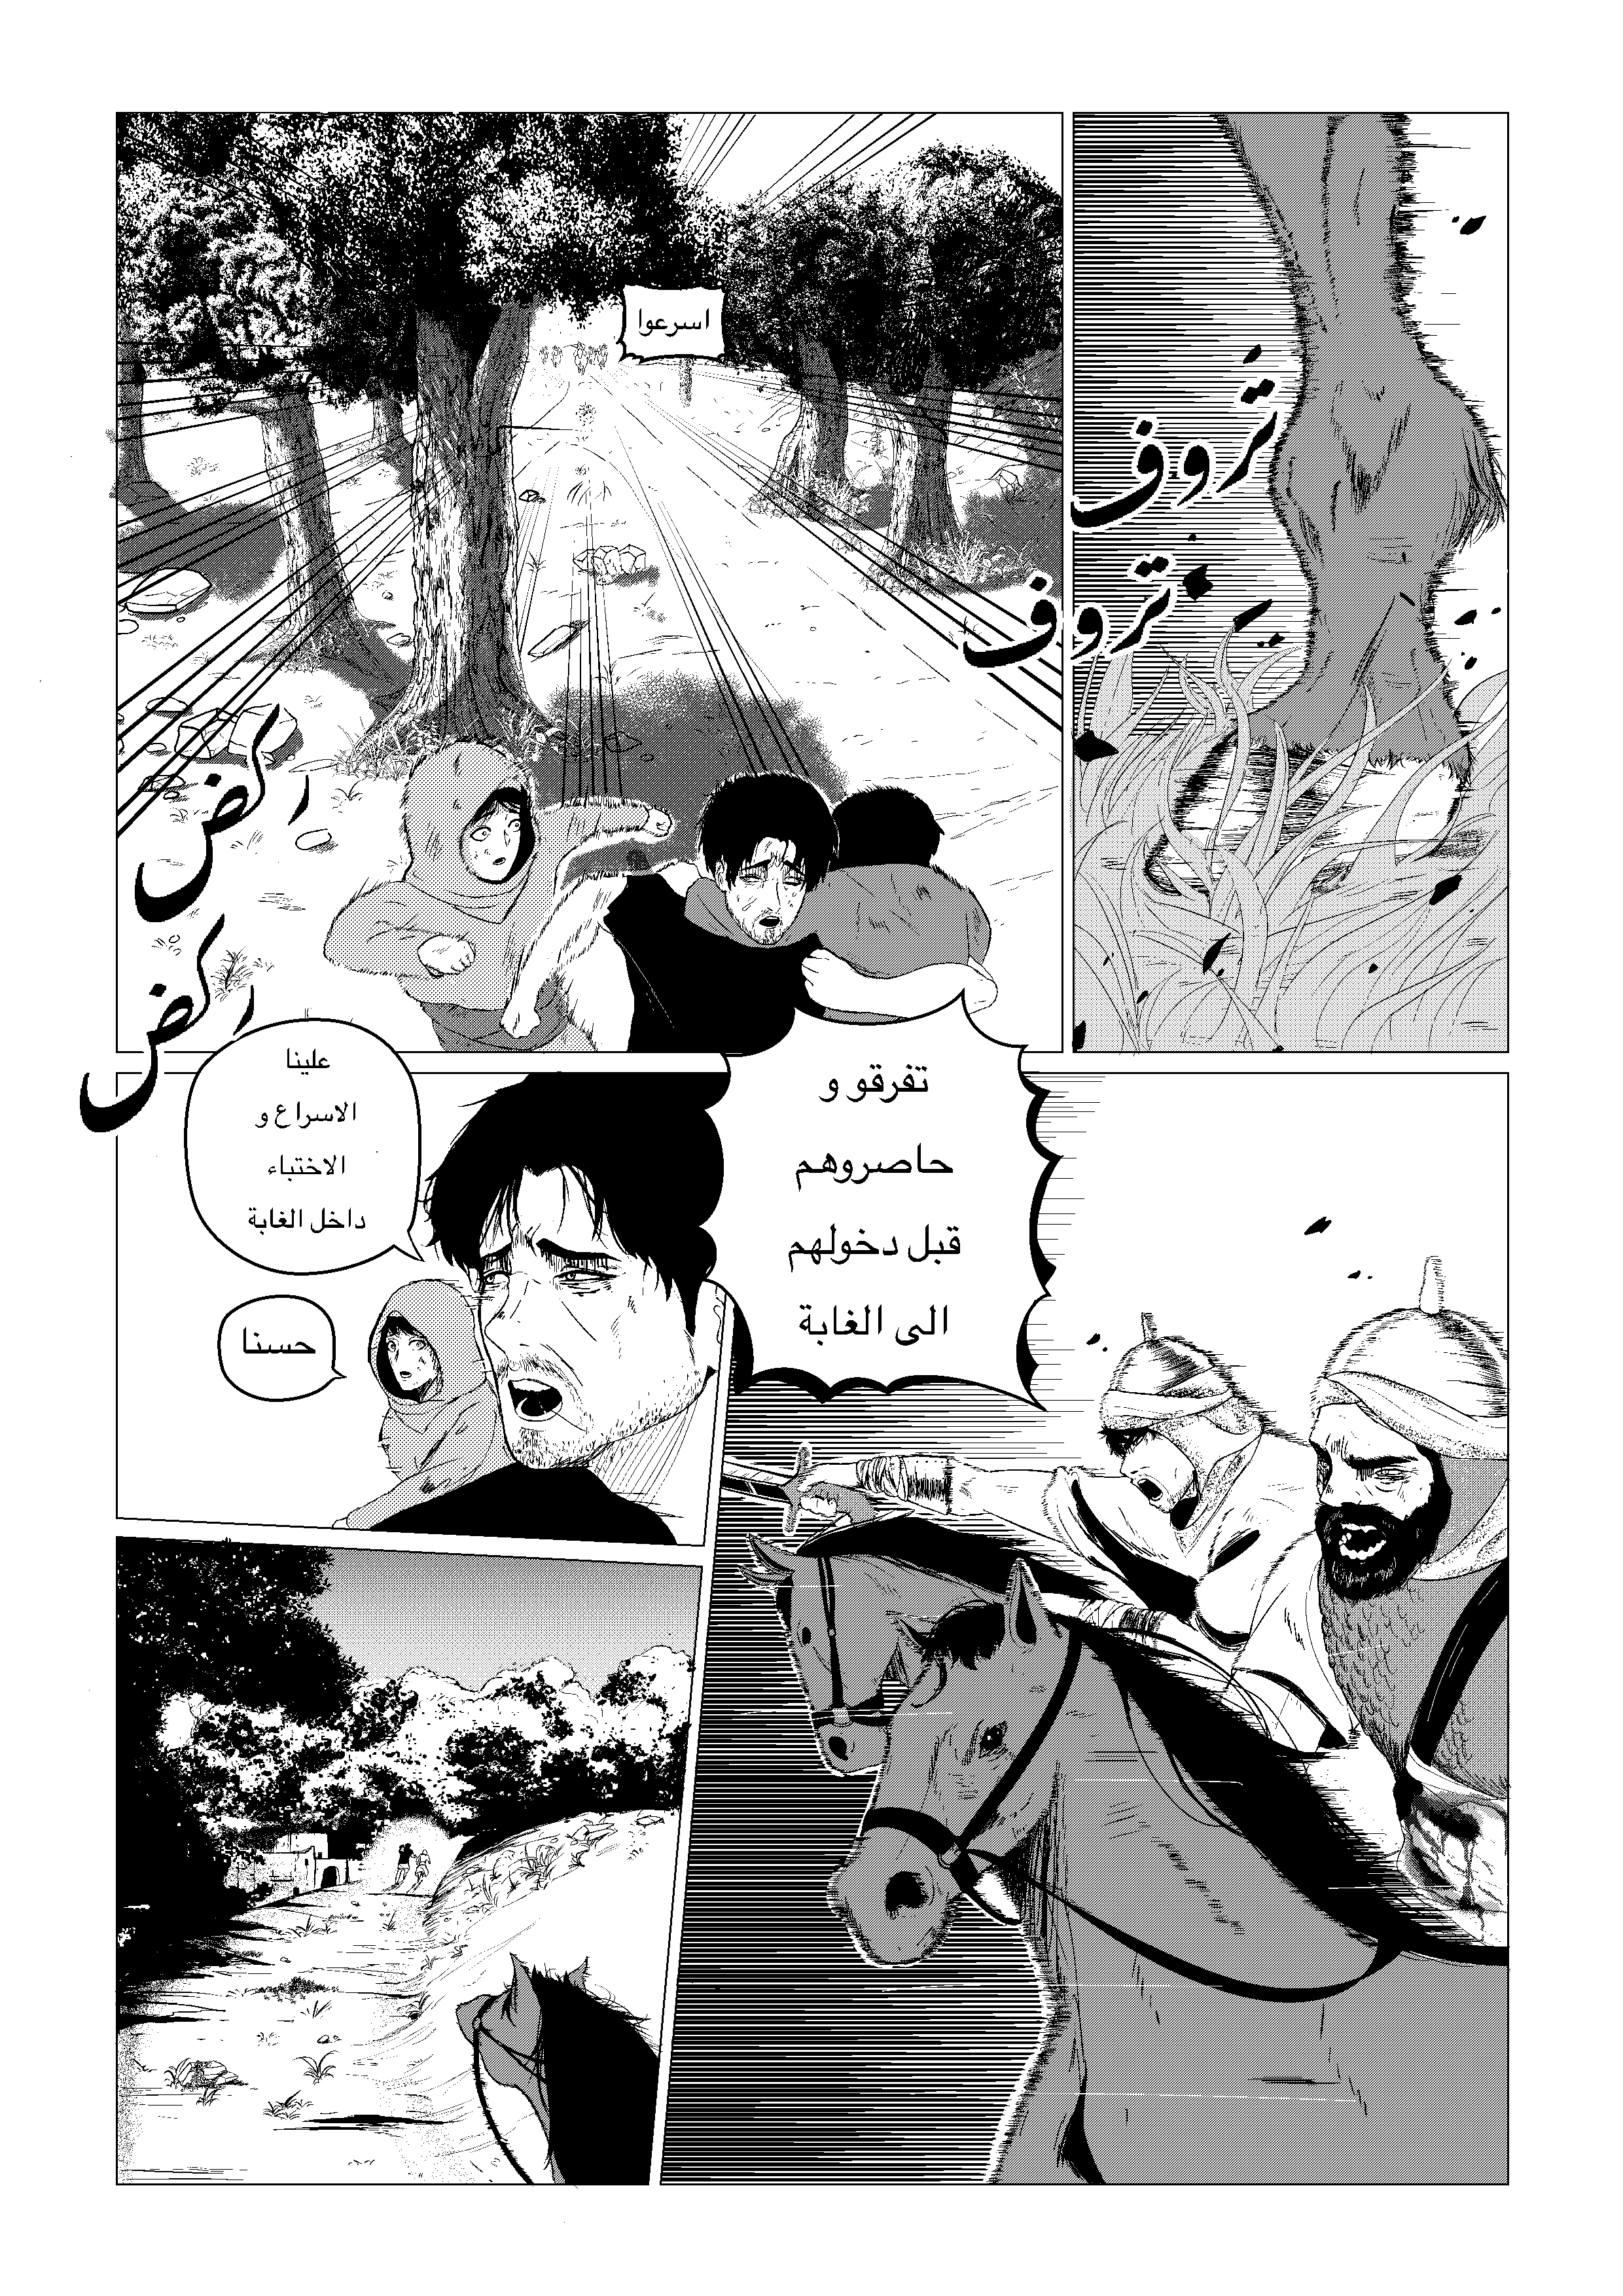 تروف
تروف
اسرعوا
ركض
ركض
تفرقو و
حاصروهم
قبل دخولهم
الى الغابة
علينا
الاسراع و
الاختباء
داخل الغابة
حسنا